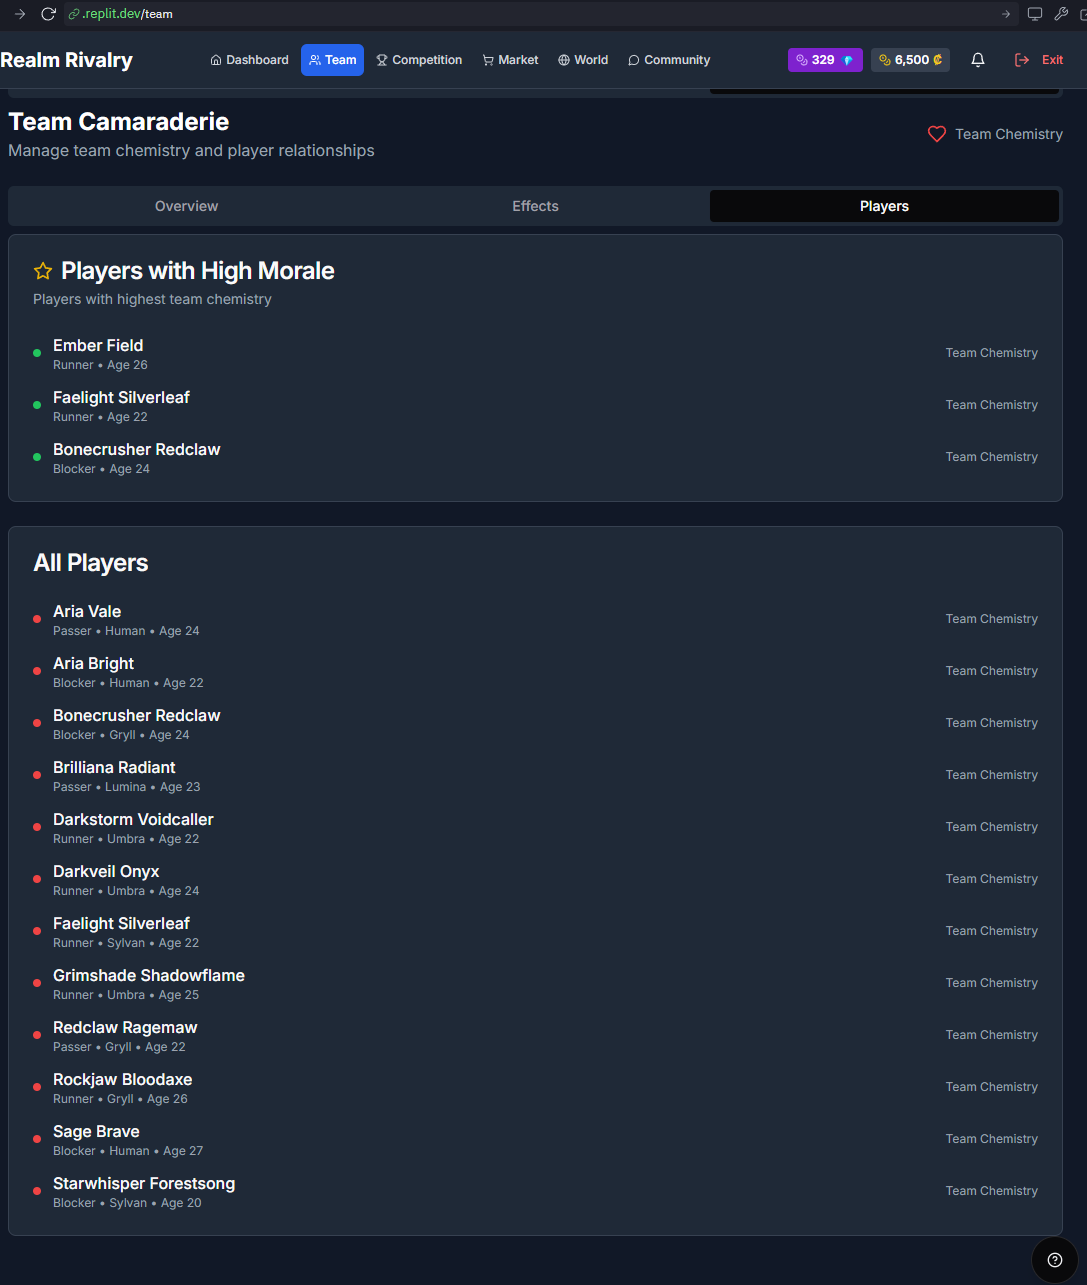 .replit.dev/team
Realm Rivalry
Dashboard
Team
Competition
Market
World
Community
329
6,500 ₡
Exit
Team Camaraderie
Manage team chemistry and player relationships
Team Chemistry
Overview
Effects
Players
Players with High Morale
Players with highest team chemistry
Ember Field
Runner • Age 26
Team Chemistry
Faelight Silverleaf
Runner • Age 22
Team Chemistry
Bonecrusher Redclaw
Blocker • Age 24
Team Chemistry
All Players
Aria Vale
Passer • Human • Age 24
Team Chemistry
Aria Bright
Blocker • Human • Age 22
Team Chemistry
Bonecrusher Redclaw
Blocker • Gryll • Age 24
Team Chemistry
Brilliana Radiant
Passer • Lumina • Age 23
Team Chemistry
Darkstorm Voidcaller
Runner • Umbra • Age 22
Team Chemistry
Darkveil Onyx
Runner • Umbra • Age 24
Team Chemistry
Faelight Silverleaf
Runner • Sylvan • Age 22
Team Chemistry
Grimshade Shadowflame
Runner • Umbra • Age 25
Team Chemistry
Redclaw Ragemaw
Passer • Gryll • Age 22
Team Chemistry
Rockjaw Bloodaxe
Runner • Gryll • Age 26
Team Chemistry
Sage Brave
Blocker • Human • Age 27
Team Chemistry
Starwhisper Forestsong
Blocker • Sylvan • Age 20
Team Chemistry